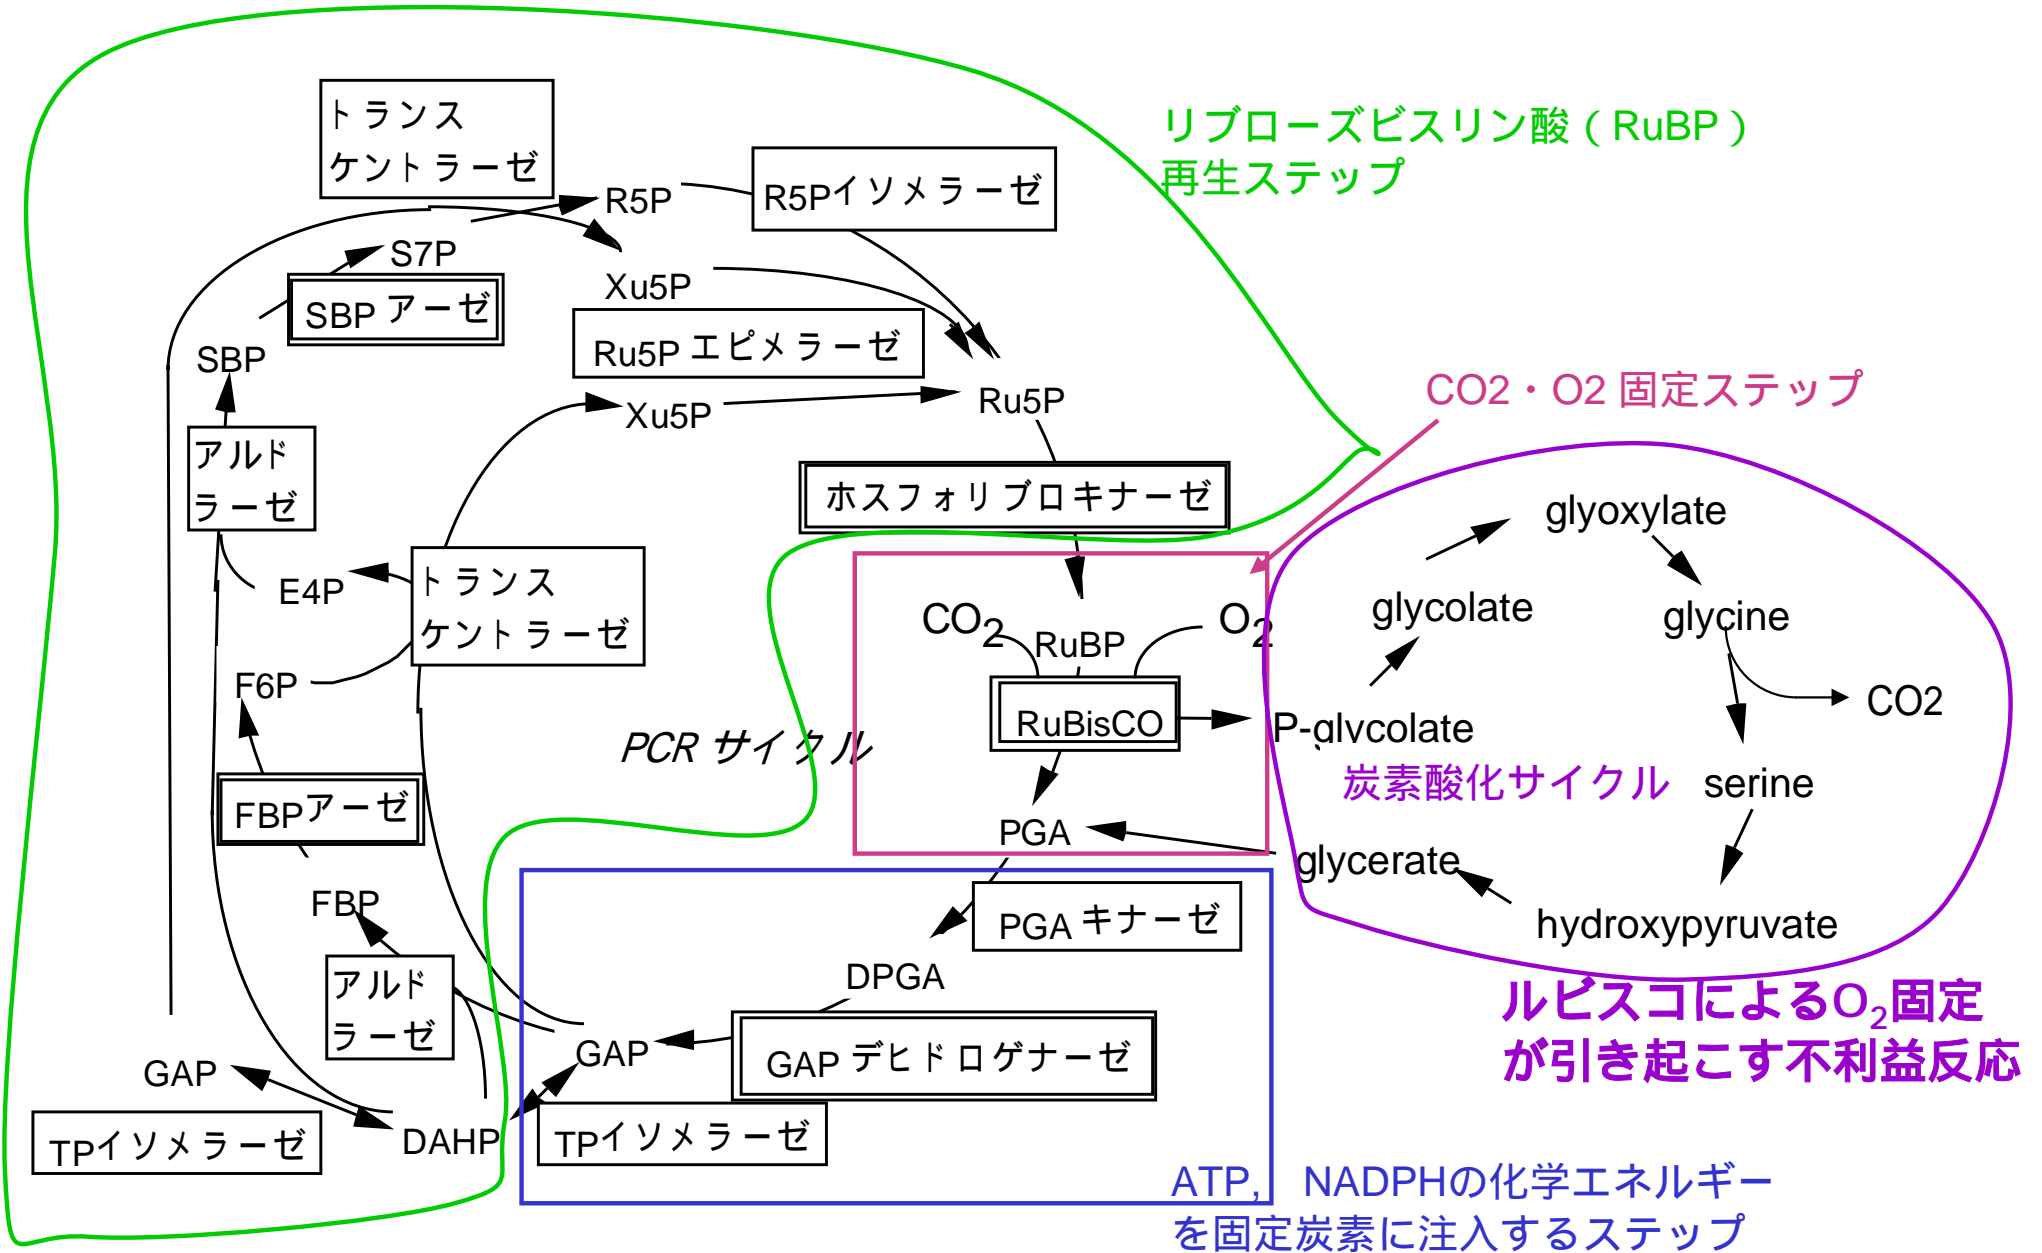 トランス
ケントラーゼ
リブローズビスリン酸（RuBP）
再生ステップ
R5P
R5Pイソメラーゼ
S7P
SBP アーゼ
Xu5P
Ru5P エピメラーゼ
SBP
Xu5P
Ru5P
CO2・O2 固定ステップ
アルド
ラーゼ
ホスフォリブロキナーゼ
glyoxylate
E4P
トランス
ケントラーゼ
CO2
RuBP
O2
glycolate
glycine
F6P
RuBisCO
P-glycolate
CO2
PCR サイクル
炭素酸化サイクル
serine
FBPアーゼ
PGA
glycerate
FBP
PGA キナーゼ
hydroxypyruvate
アルド
ラーゼ
DPGA
ルビスコによるO2固定
が引き起こす不利益反応
GAP
GAP デヒドロゲナーゼ
GAP
TPイソメラーゼ
DAHP
TPイソメラーゼ
ATP,　NADPHの化学エネルギー
を固定炭素に注入するステップ